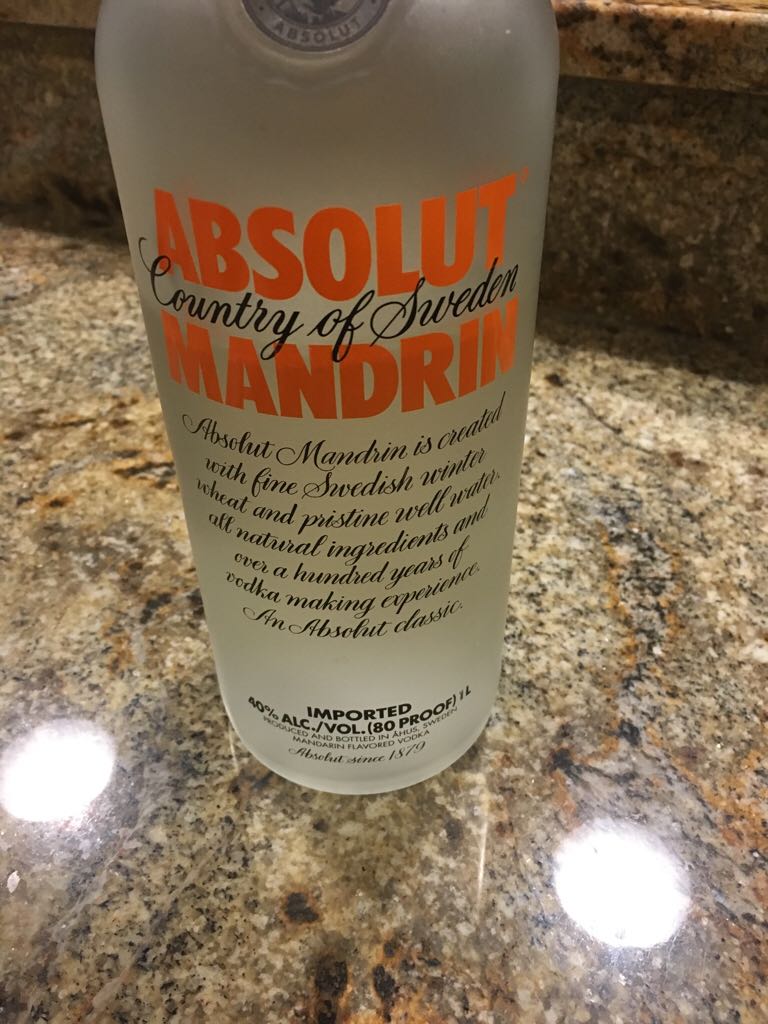 ABSOLUT
ABSOLUT
Country of Sweden
MANDRIN
Absolut Mandrin is created
with fine Swedish winter
wheat and pristine well water,
all natural ingredients and
over a hundred years of
vodka making experience.
An Absolut classic.
IMPORTED
40% ALC./VOL. (80 PROOF) 1L
PRODUCED AND BOTTLED IN ÅHUS, SWEDEN
MANDARIN FLAVORED VODKA
Absolut since 1879